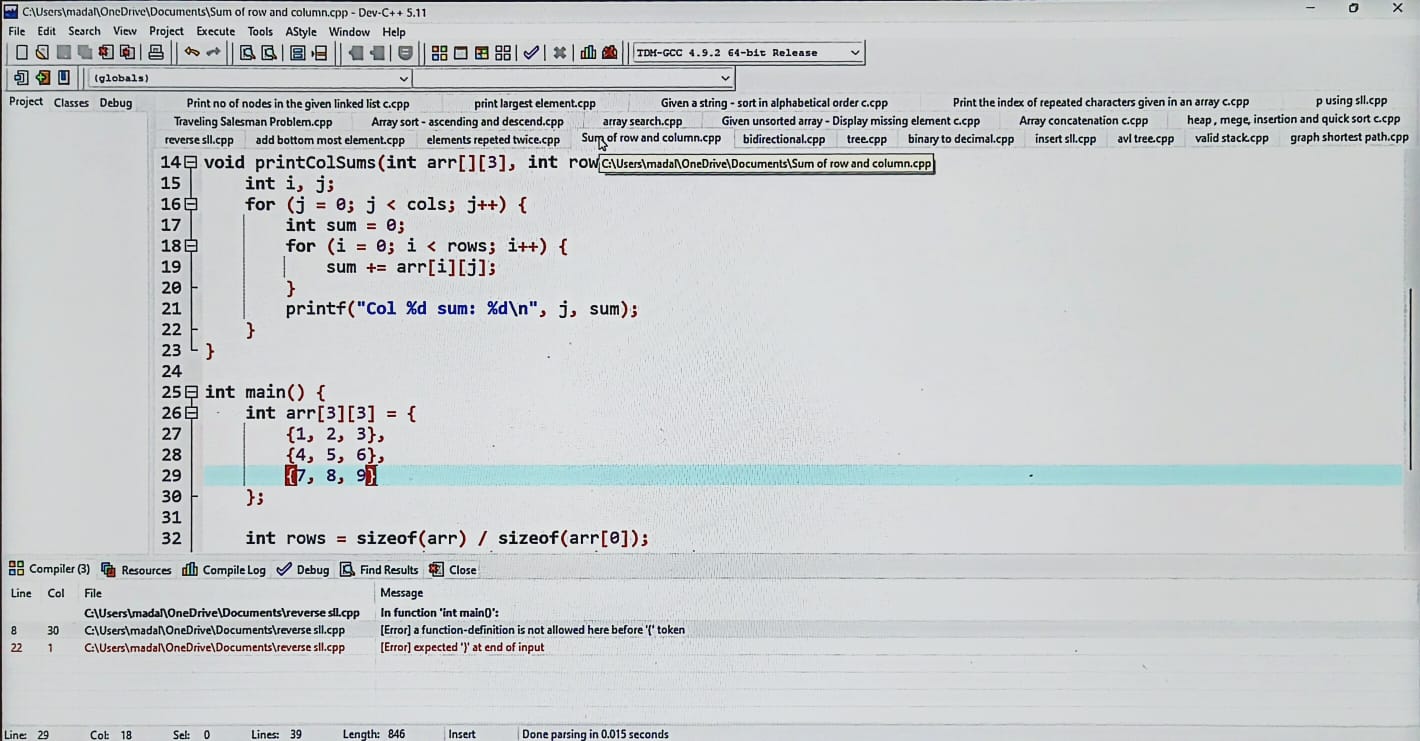 C:\Users\madal\OneDrive\Documents\Sum of row and column.cpp - Dev-C++ 5.11
File Edit Search View Project Execute Tools AStyle Window Help
TDM-GCC 4.9.2 64-bit Release
(globals)
Project Classes Debug
Print no of nodes in the given linked list c.cpp print largest element.cpp Given a string - sort in alphabetical order c.cpp Print the index of repeated characters given in an array c.cpp p using sll.cpp
Traveling Salesman Problem.cpp Array sort - ascending and descend.cpp array search.cpp Given unsorted array - Display missing element c.cpp Array concatenation c.cpp heap , mege, insertion and quick sort c.cpp
reverse sll.cpp add bottom most element.cpp elements repeted twice.cpp Sum of row and column.cpp bidirectional.cpp tree.cpp binary to decimal.cpp insert sll.cpp avl tree.cpp valid stack.cpp graph shortest path.cpp
14 void printColSums(int arr[][3], int row
C:\Users\madal\OneDrive\Documents\Sum of row and column.cpp
15 int i, j;
16 for (j = 0; j < cols; j++) {
17 int sum = 0;
18 for (i = 0; i < rows; i++) {
19 sum += arr[i][j];
20 }
21 printf("Col %d sum: %d\n", j, sum);
22 }
23 }
24
25 int main() {
26 int arr[3][3] = {
27 {1, 2, 3},
28 {4, 5, 6},
29 {7, 8, 9}
30 };
31
32 int rows = sizeof(arr) / sizeof(arr[0]);
Compiler (3) Resources Compile Log Debug Find Results Close
Line Col File Message
C:\Users\madal\OneDrive\Documents\reverse sll.cpp In function 'int main()':
8 30 C:\Users\madal\OneDrive\Documents\reverse sll.cpp [Error] a function-definition is not allowed here before '{' token
22 1 C:\Users\madal\OneDrive\Documents\reverse sll.cpp [Error] expected '}' at end of input
Line: 29 Col: 18 Sel: 0 Lines: 39 Length: 846 Insert Done parsing in 0.015 seconds